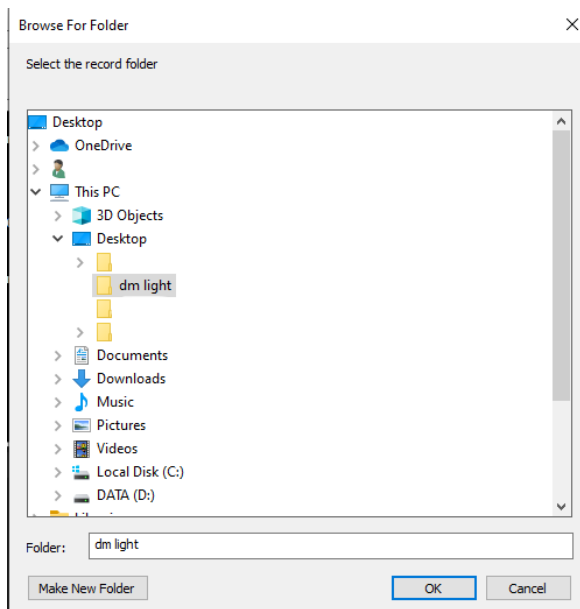 Browse For Folder
Select the record folder
Desktop
OneDrive
This PC
3D Objects
Desktop
dm light
Documents
Downloads
Music
Pictures
Videos
Local Disk (C:)
DATA (D:)
Folder: dm light
Make New Folder OK Cancel